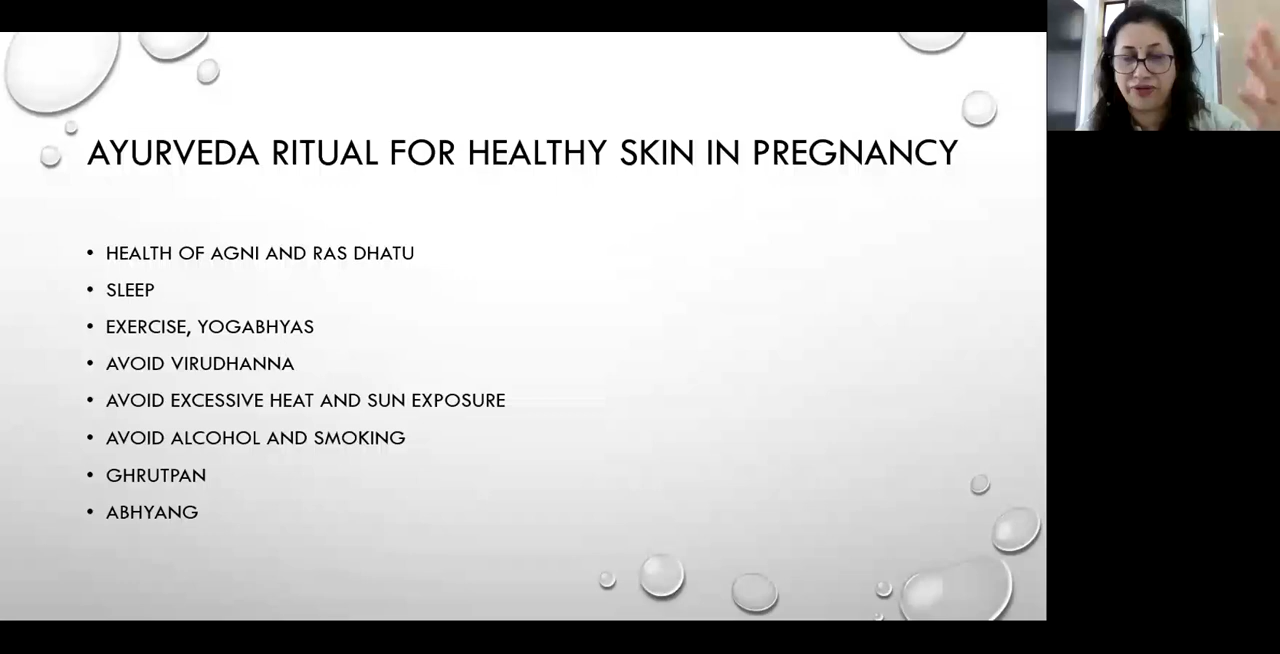 AYURVEDA RITUAL FOR HEALTHY SKIN IN PREGNANCY
• HEALTH OF AGNI AND RAS DHATU
• SLEEP
• EXERCISE, YOGABHYAS
• AVOID VIRUDHANNA
• AVOID EXCESSIVE HEAT AND SUN EXPOSURE
• AVOID ALCOHOL AND SMOKING
• GHRUTPAN
• ABHYANG